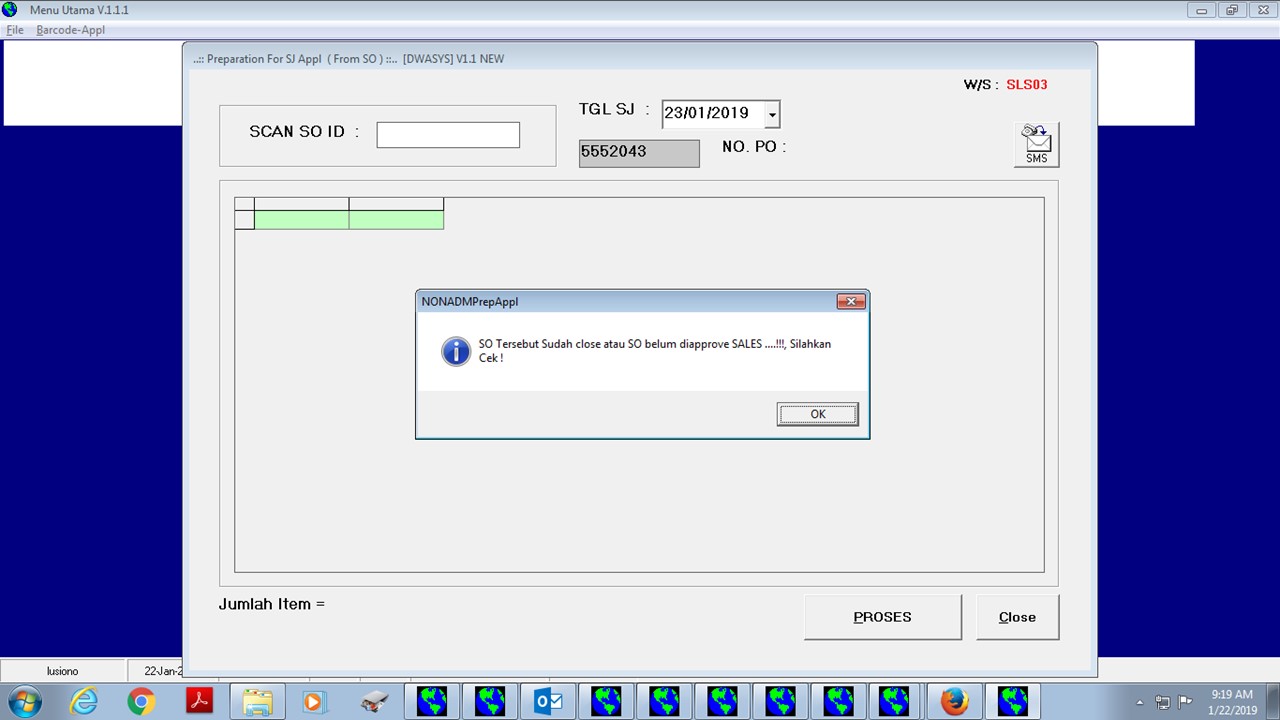 Menu Utama V.1.1.1
File Barcode-Appl
..:: Preparation For SJ Appl ( From SO ) ::.. [DWASYS] V1.1 NEW
W/S : SLS03
SCAN SO ID :
TGL SJ : 23/01/2019
5552043 NO. PO :
SMS
NONADMPrepAppl
SO Tersebut Sudah close atau SO belum diapprove SALES ....!!!, Silahkan
Cek !
OK
Jumlah Item =
PROSES Close
lusiono 22-Jan-2
9:19 AM
1/22/2019